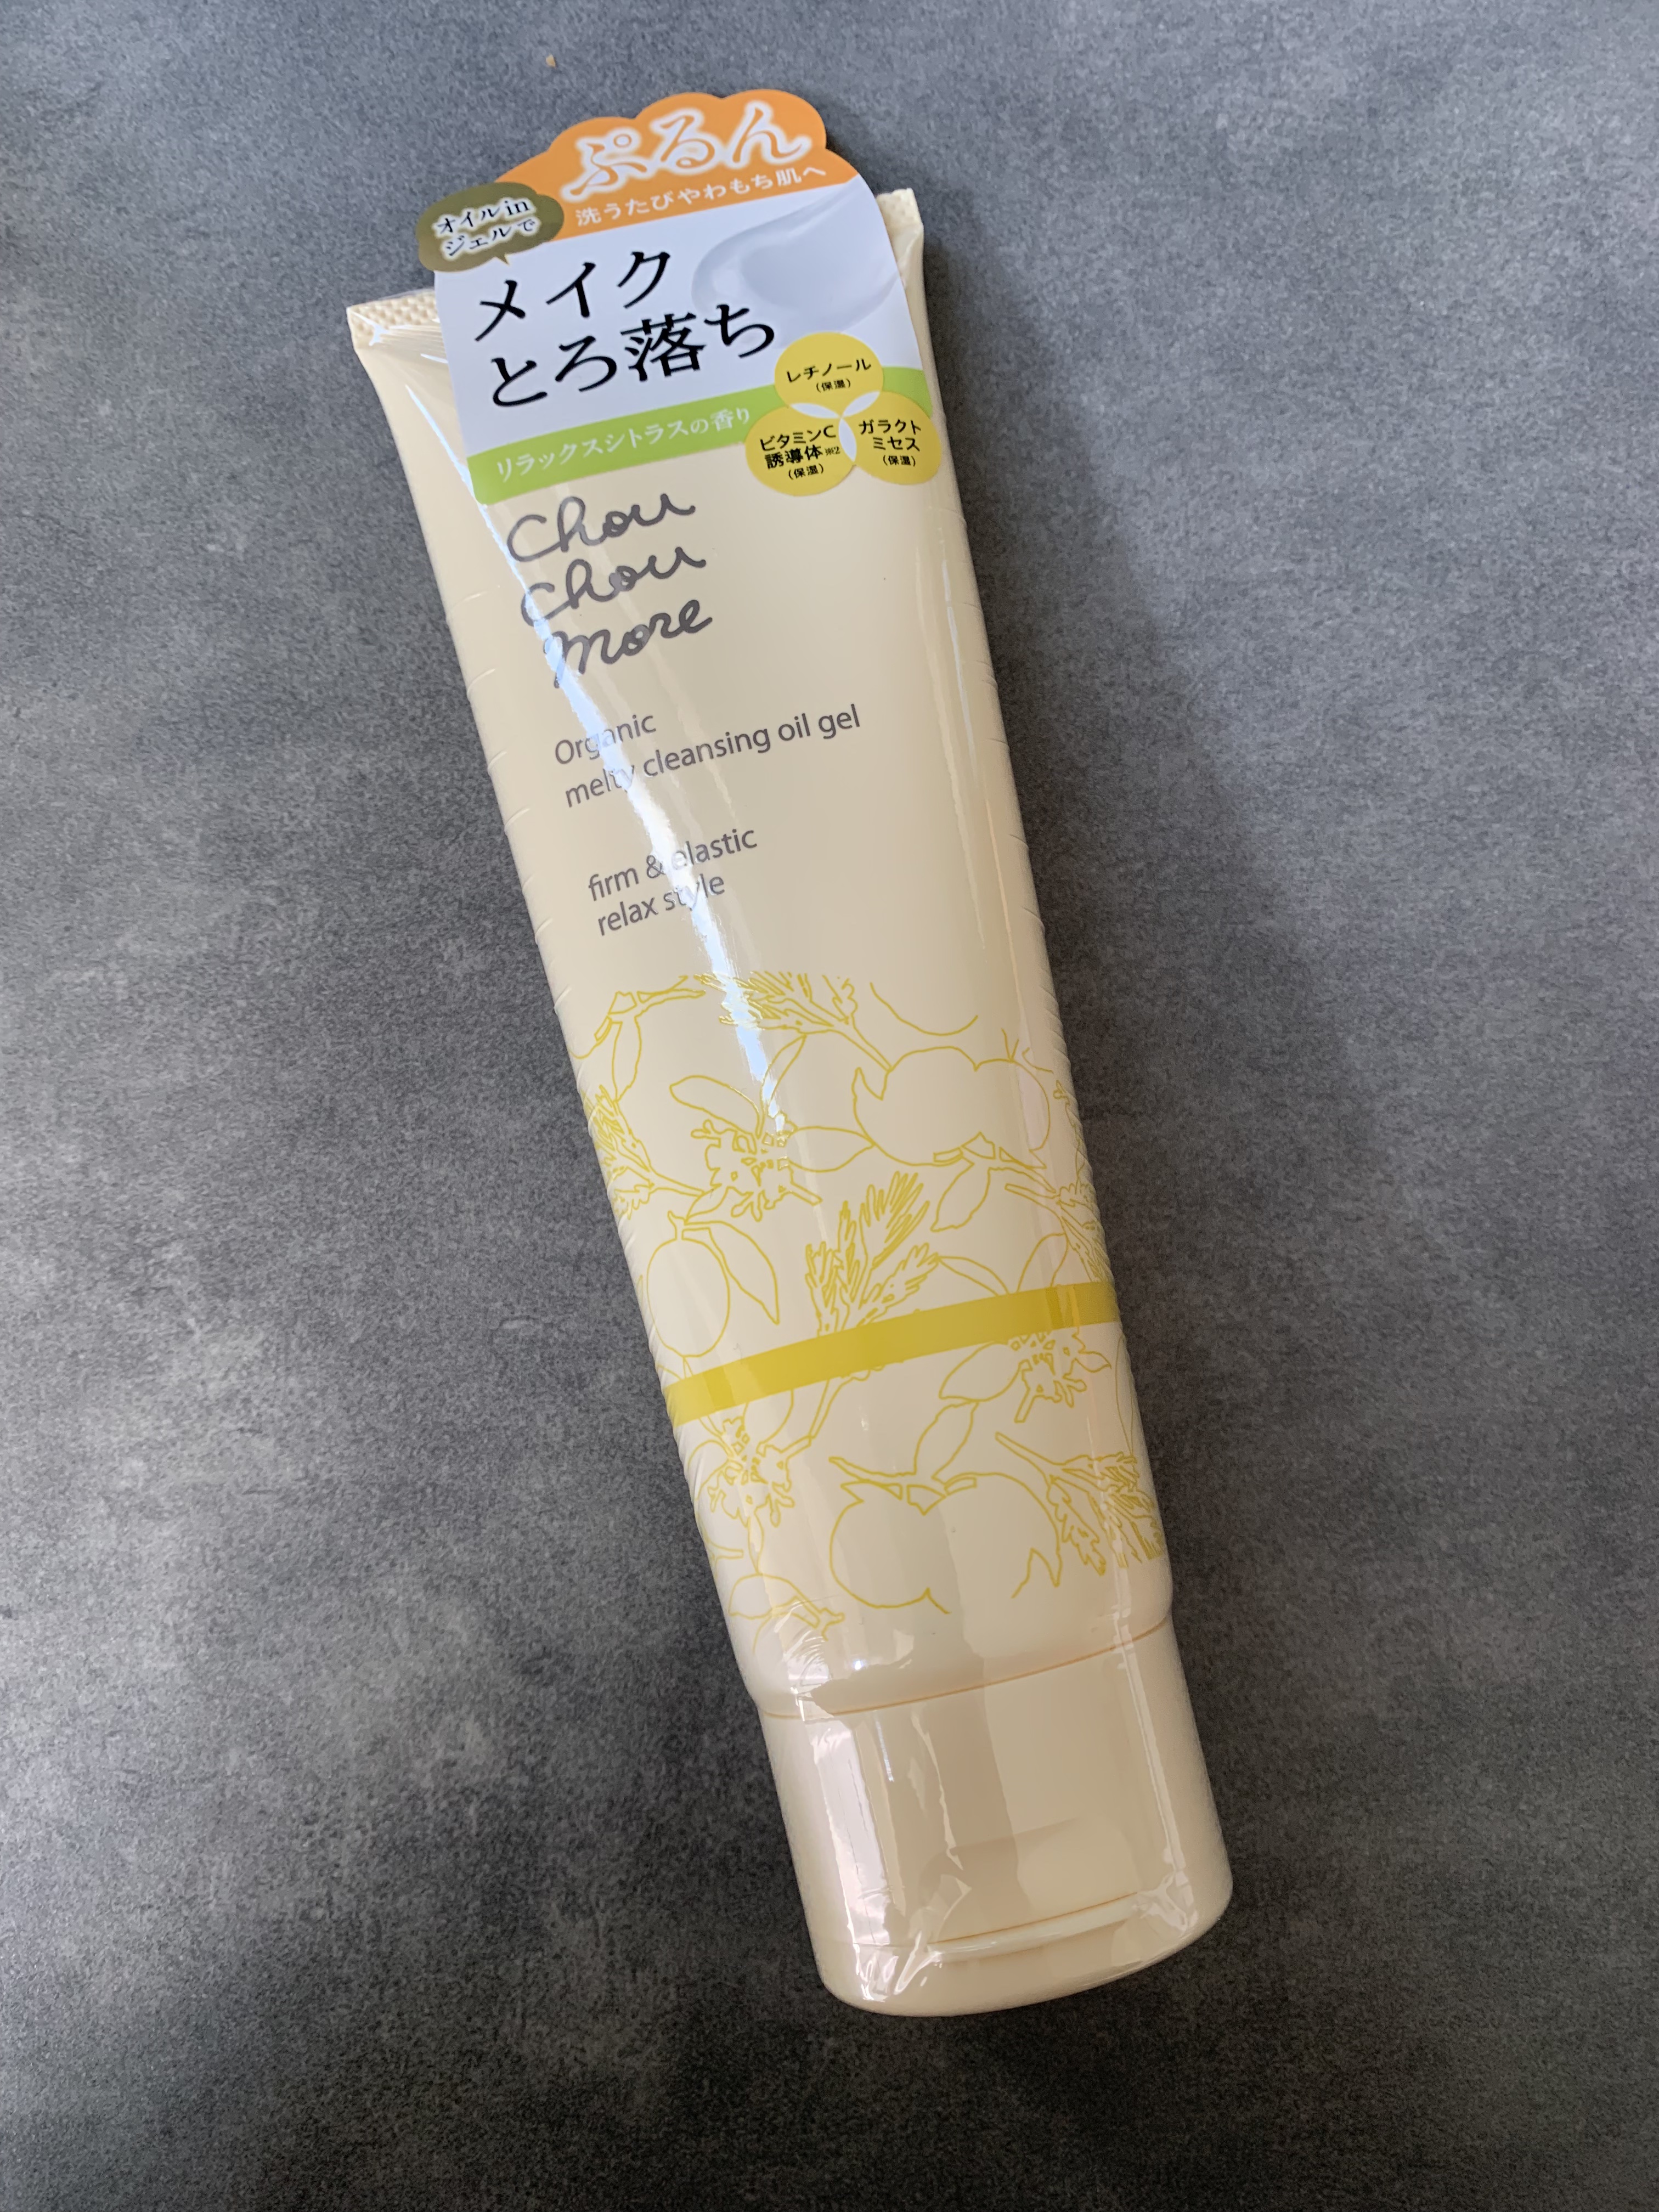 ぷるん
洗うたびやわもち肌へ
オイルin
ジェルで
メイク
とろ落ち
リラックスシトラスの香り
レチノール
(保湿)
ビタミンC
誘導体※2
(保湿)
ガラクト
ミセス
(保湿)
Chou
Chou
more
Organic
melty cleansing oil gel
firm & elastic
relax style